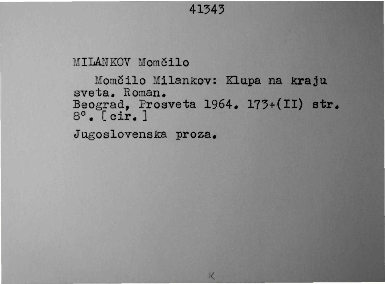 41343
MILANKOV Momčilo
Momčilo Milankov: Klupa na kraju
sveta. Roman.
Beograd, Prosveta 1964. 173+(II) str.
8°. [cir.]
Jugoslovenska proza.
K